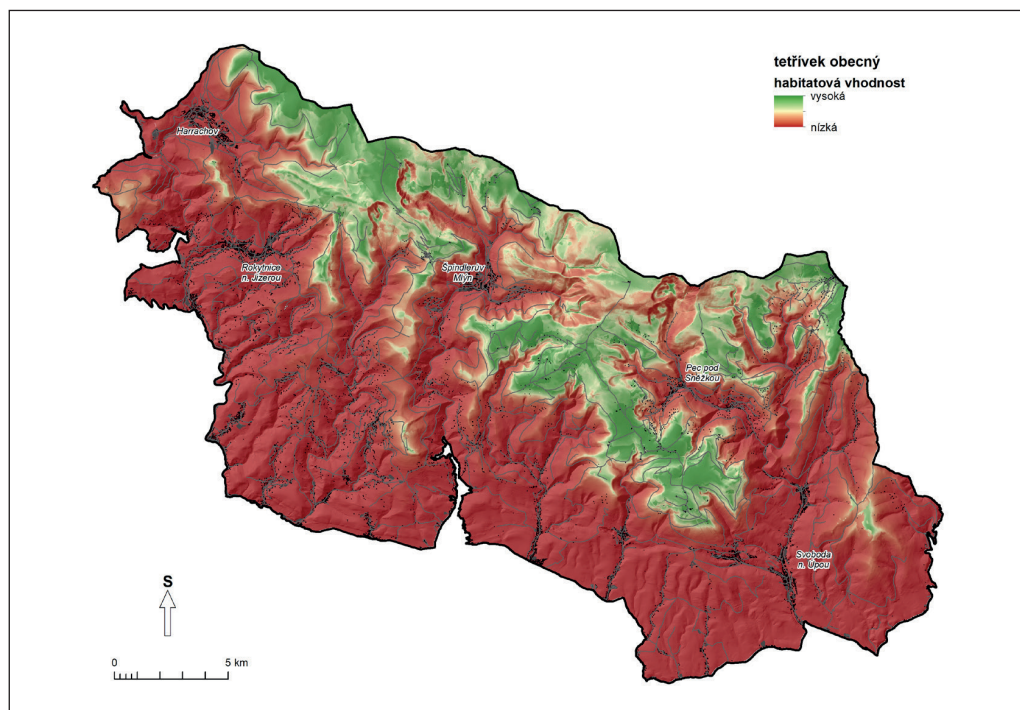 tetřívek obecný
habitatová vhodnost
vysoká
nízká
Harrachov
Rokytnice
n. Jizerou
Špindlerův
Mlýn
Pec pod
Sněžkou
Svoboda
n. Úpou
S
0
5 km